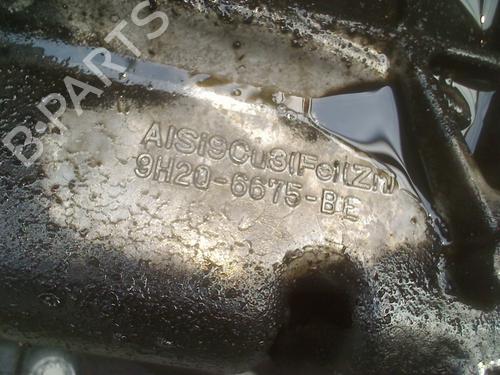 B-PARTS
AlSi9Cu3(Fe)(Zn)
9H2Q-6675-BE